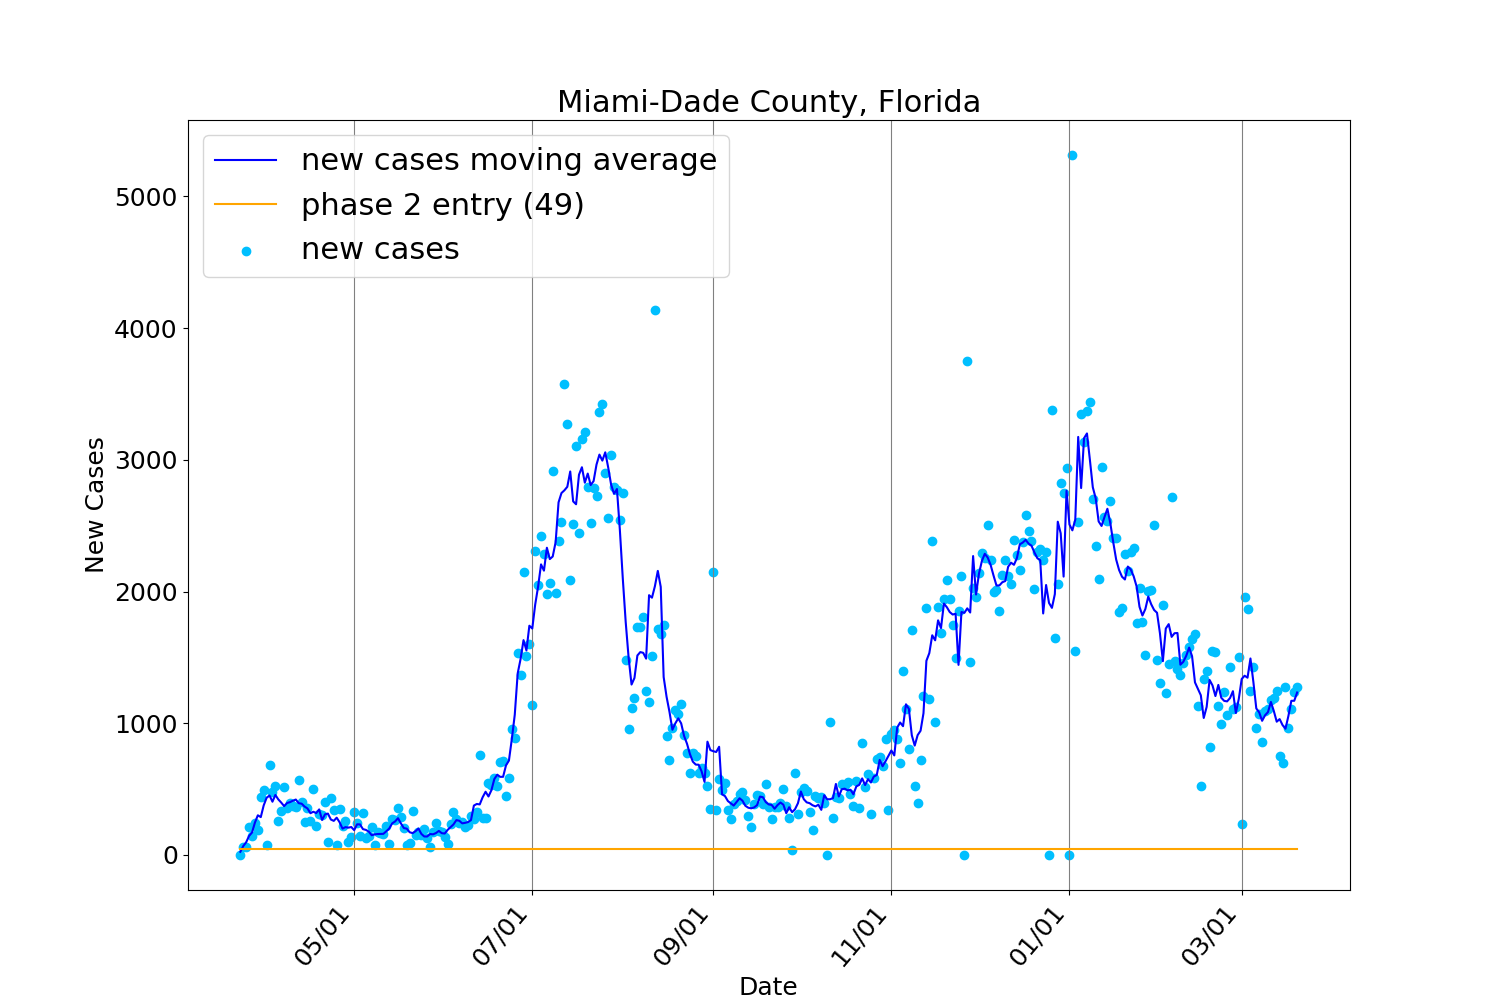 Miami-Dade County, Florida
new cases moving average
phase 2 entry (49)
new cases
5000
4000
3000
2000
1000
0
New Cases
05/01
07/01
09/01
11/01
01/01
03/01
Date